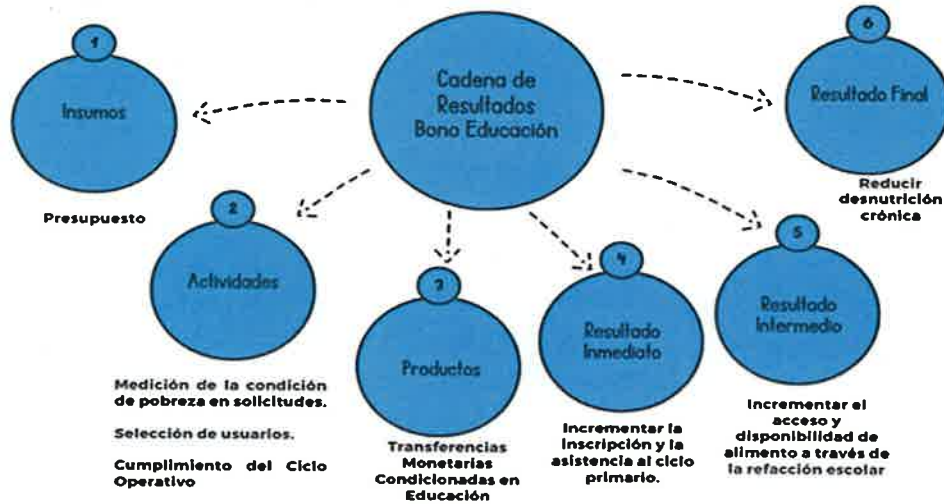 Cadena de
Resultados
Bono Educación
1
Insumos
Presupuesto
2
Actividades
Medición de la condición
de pobreza en solicitudes.
Selección de usuarios.
Cumplimiento del Ciclo
Operativo
3
Productos
Transferencias
Monetarias
Condicionadas en
Educación
4
Resultado
Inmediato
Incrementar la
inscripción y la
asistencia al ciclo
primario.
5
Resultado
Intermedio
Incrementar el
acceso y
disponibilidad de
alimento a través de
la refacción escolar
6
Resultado Final
Reducir
desnutrición
crónica